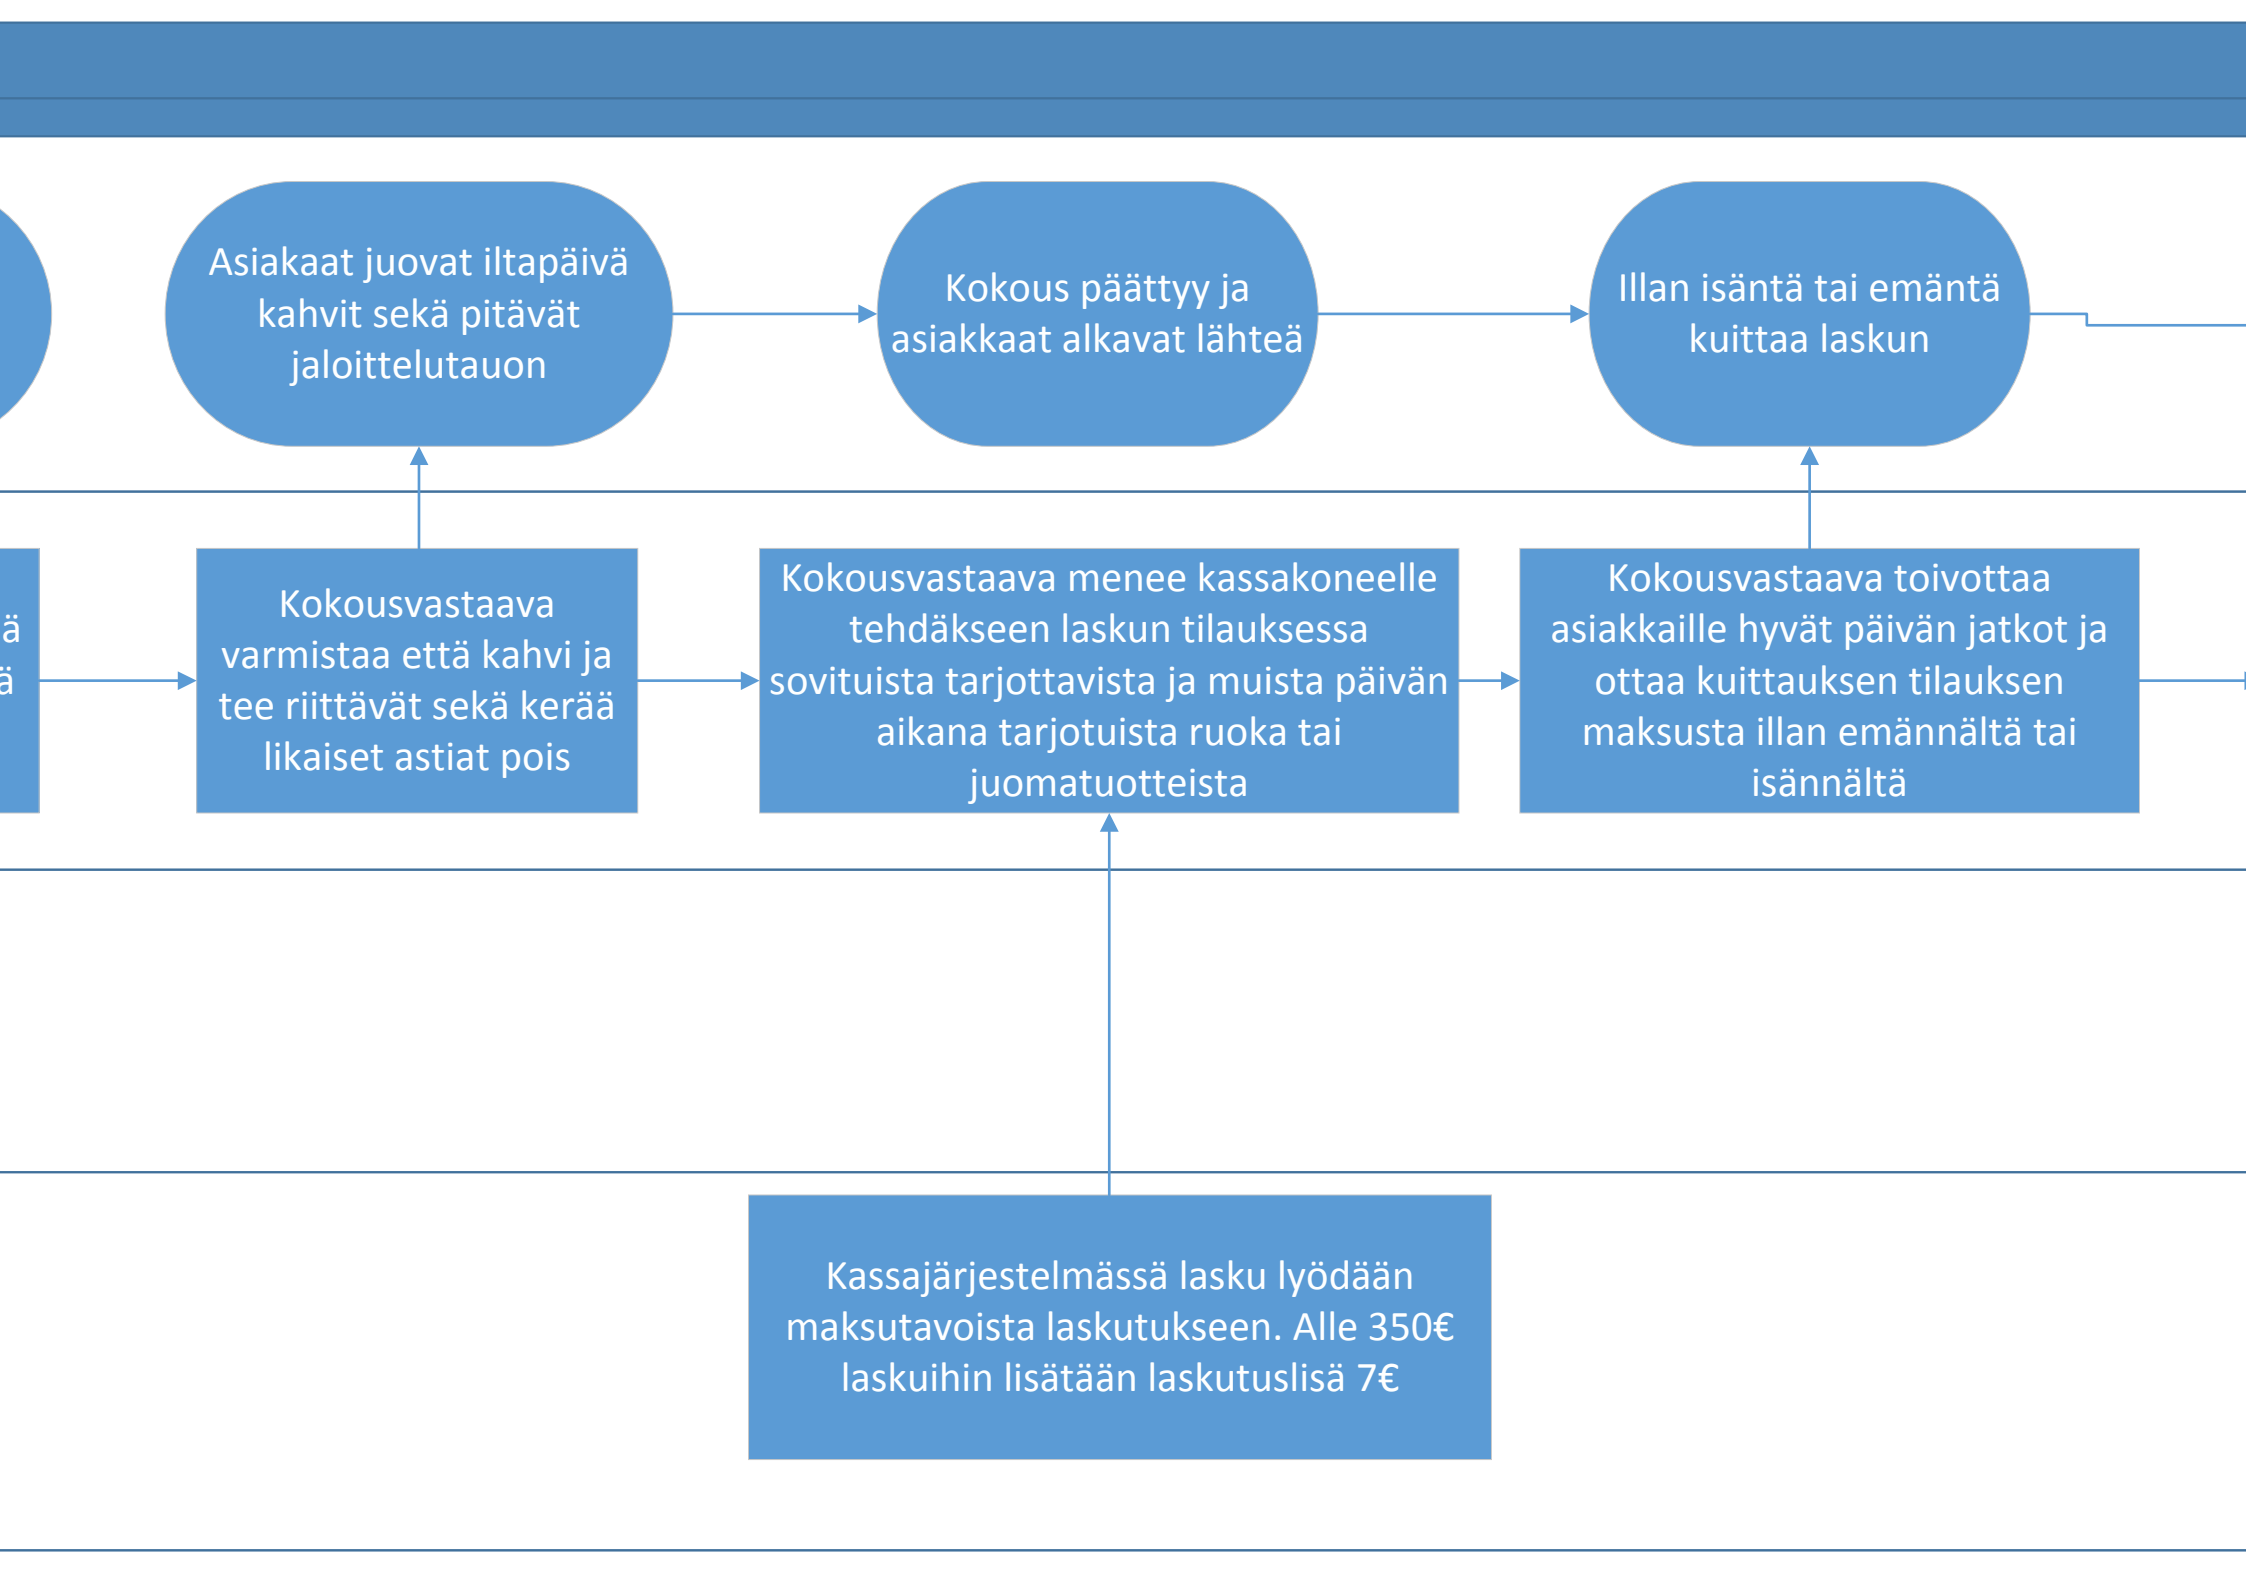 Asiakaat juovat iltapäivä
kahvit sekä pitävät
jaloittelutauon
Kokous päättyy ja
asiakkaat alkavat lähteä
Illan isäntä tai emäntä
kuittaa laskun
Kokousvastaava
varmistaa että kahvi ja
tee riittävät sekä kerää
likaiset astiat pois
Kokousvastaava menee kassakoneelle
tehdäkseen laskun tilauksessa
sovituista tarjottavista ja muista päivän
aikana tarjotuista ruoka tai
juomatuotteista
Kokousvastaava toivottaa
asiakkaille hyvät päivän jatkot ja
ottaa kuittauksen tilauksen
maksusta illan emännältä tai
isännältä
Kassajärjestelmässä lasku lyödään
maksutavoista laskutukseen. Alle 350€
laskuihin lisätään laskutuslisä 7€